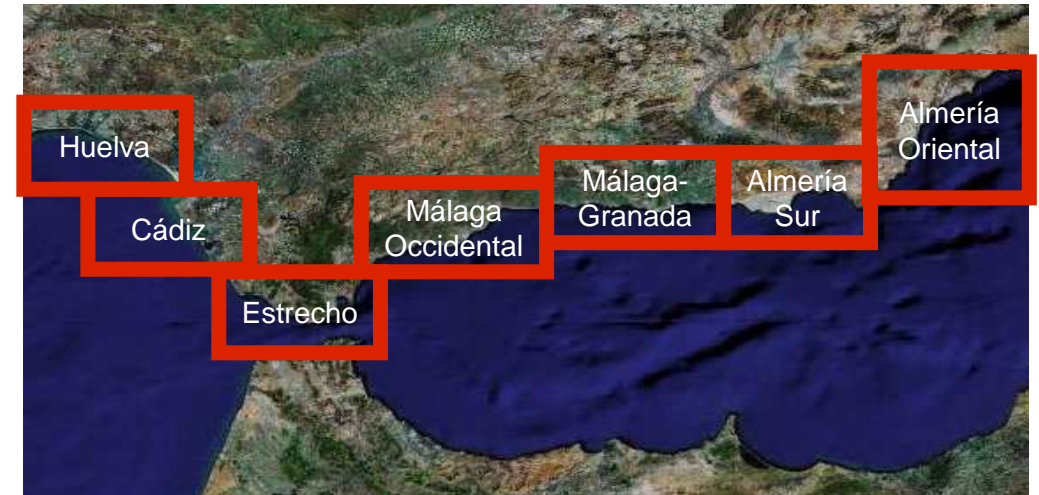 Huelva
Cádiz
Estrecho
Málaga
Occidental
Málaga-
Granada
Almería
Sur
Almería
Oriental